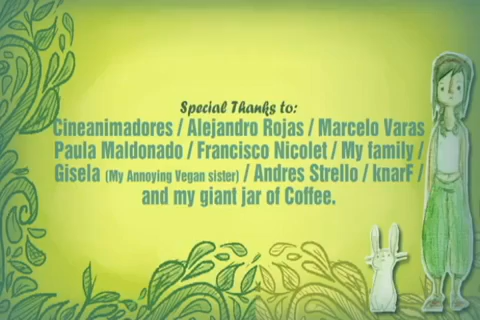 Special Thanks to:
Cineanimadores / Alejandro Rojas / Marcelo Varas
Paula Maldonado / Francisco Nicolet / My family /
Gisela (My Annoying Vegan sister) / Andres Strello / knarF /
and my giant jar of Coffee.